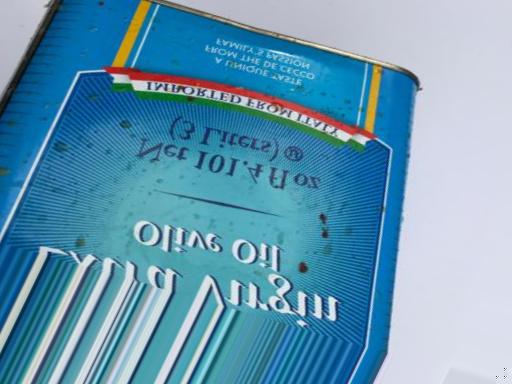 Extra Virgin
Olive Oil
Net 101.4 fl oz
(3 Liters)
IMPORTED FROM ITALY
A UNIQUE TASTE
FROM THE DE CECCO
FAMILY'S PASSION